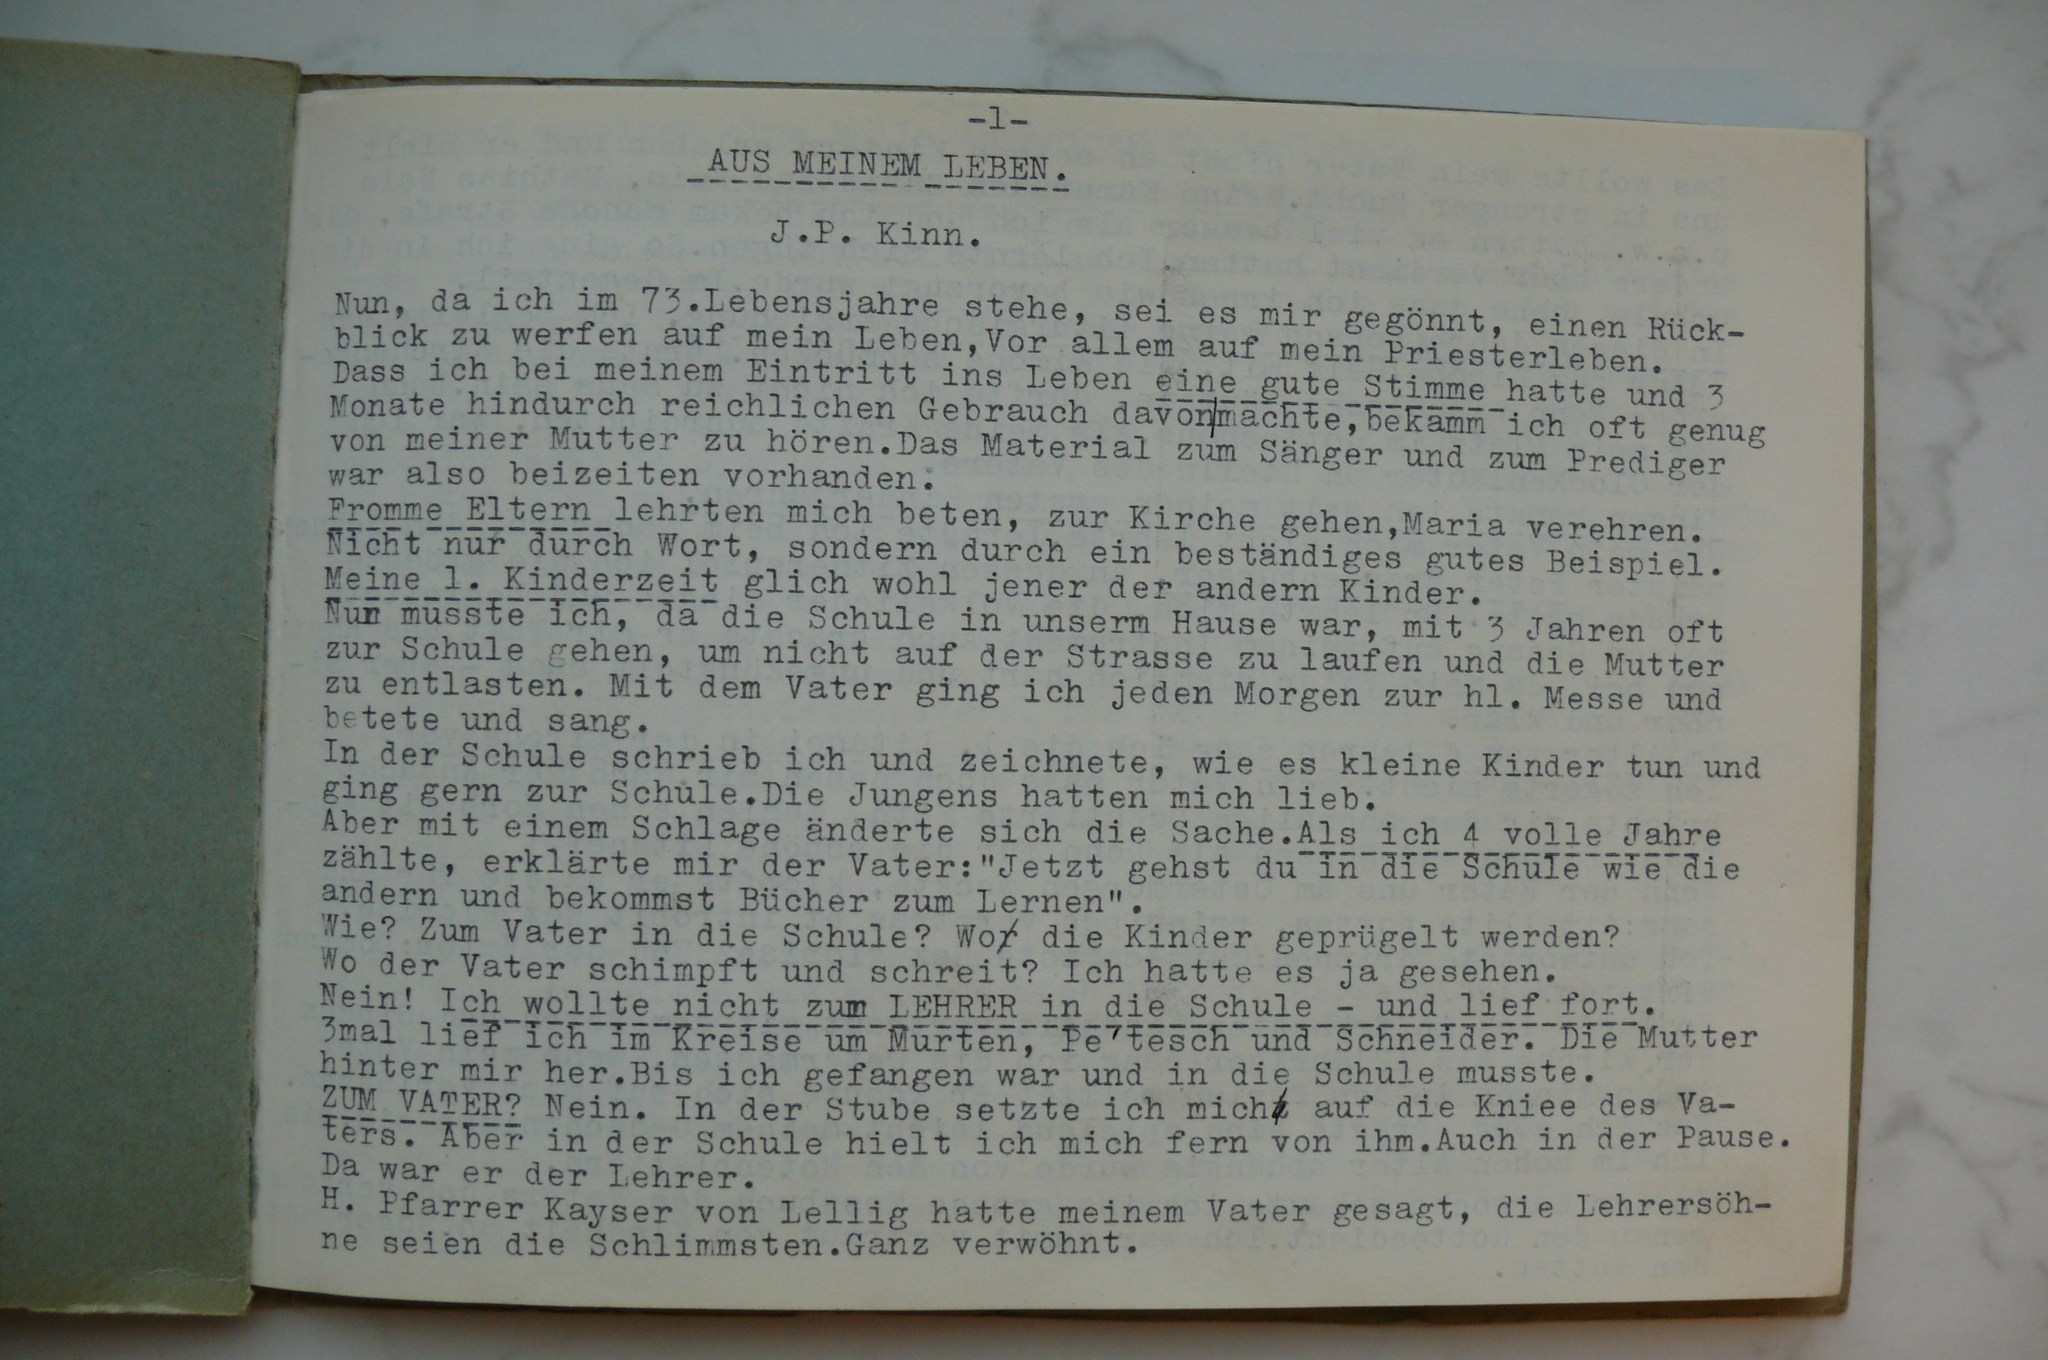 -1-
AUS MEINEM LEBEN.
J.P. Kinn.
Nun, da ich im 73.Lebensjahre stehe, sei es mir gegönnt, einen Rück-
blick zu werfen auf mein Leben,Vor allem auf mein Priesterleben.
Dass ich bei meinem Eintritt ins Leben eine gute Stimme hatte und 3
Monate hindurch reichlichen Gebrauch davon|machte,bekamm ich oft genug
von meiner Mutter zu hören.Das Material zum Sänger und zum Prediger
war also beizeiten vorhanden.
Fromme Eltern lehrten mich beten, zur Kirche gehen,Maria verehren.
Nicht nur durch Wort, sondern durch ein beständiges gutes Beispiel.
Meine 1. Kinderzeit glich wohl jener der andern Kinder.
Nun musste ich, da die Schule in unserm Hause war, mit 3 Jahren oft
zur Schule gehen, um nicht auf der Strasse zu laufen und die Mutter
zu entlasten. Mit dem Vater ging ich jeden Morgen zur hl. Messe und
betete und sang.
In der Schule schrieb ich und zeichnete, wie es kleine Kinder tun und
ging gern zur Schule.Die Jungens hatten mich lieb.
Aber mit einem Schlage änderte sich die Sache.Als ich 4 volle Jahre
zählte, erklärte mir der Vater:"Jetzt gehst du in die Schule wie die
andern und bekommst Bücher zum Lernen".
Wie? Zum Vater in die Schule? Wo die Kinder geprügelt werden?
Wo der Vater schimpft und schreit? Ich hatte es ja gesehen.
Nein! Ich wollte nicht zum LEHRER in die Schule - und lief fort.
3mal lief ich im Kreise um Murten, Pe'tesch und Schneider. Die Mutter
hinter mir her.Bis ich gefangen war und in die Schule musste.
ZUM VATER? Nein. In der Stube setzte ich mich auf die Kniee des Va-
ters. Aber in der Schule hielt ich mich fern von ihm.Auch in der Pause.
Da war er der Lehrer.
H. Pfarrer Kayser von Lellig hatte meinem Vater gesagt, die Lehrersöh-
ne seien die Schlimmsten.Ganz verwöhnt.